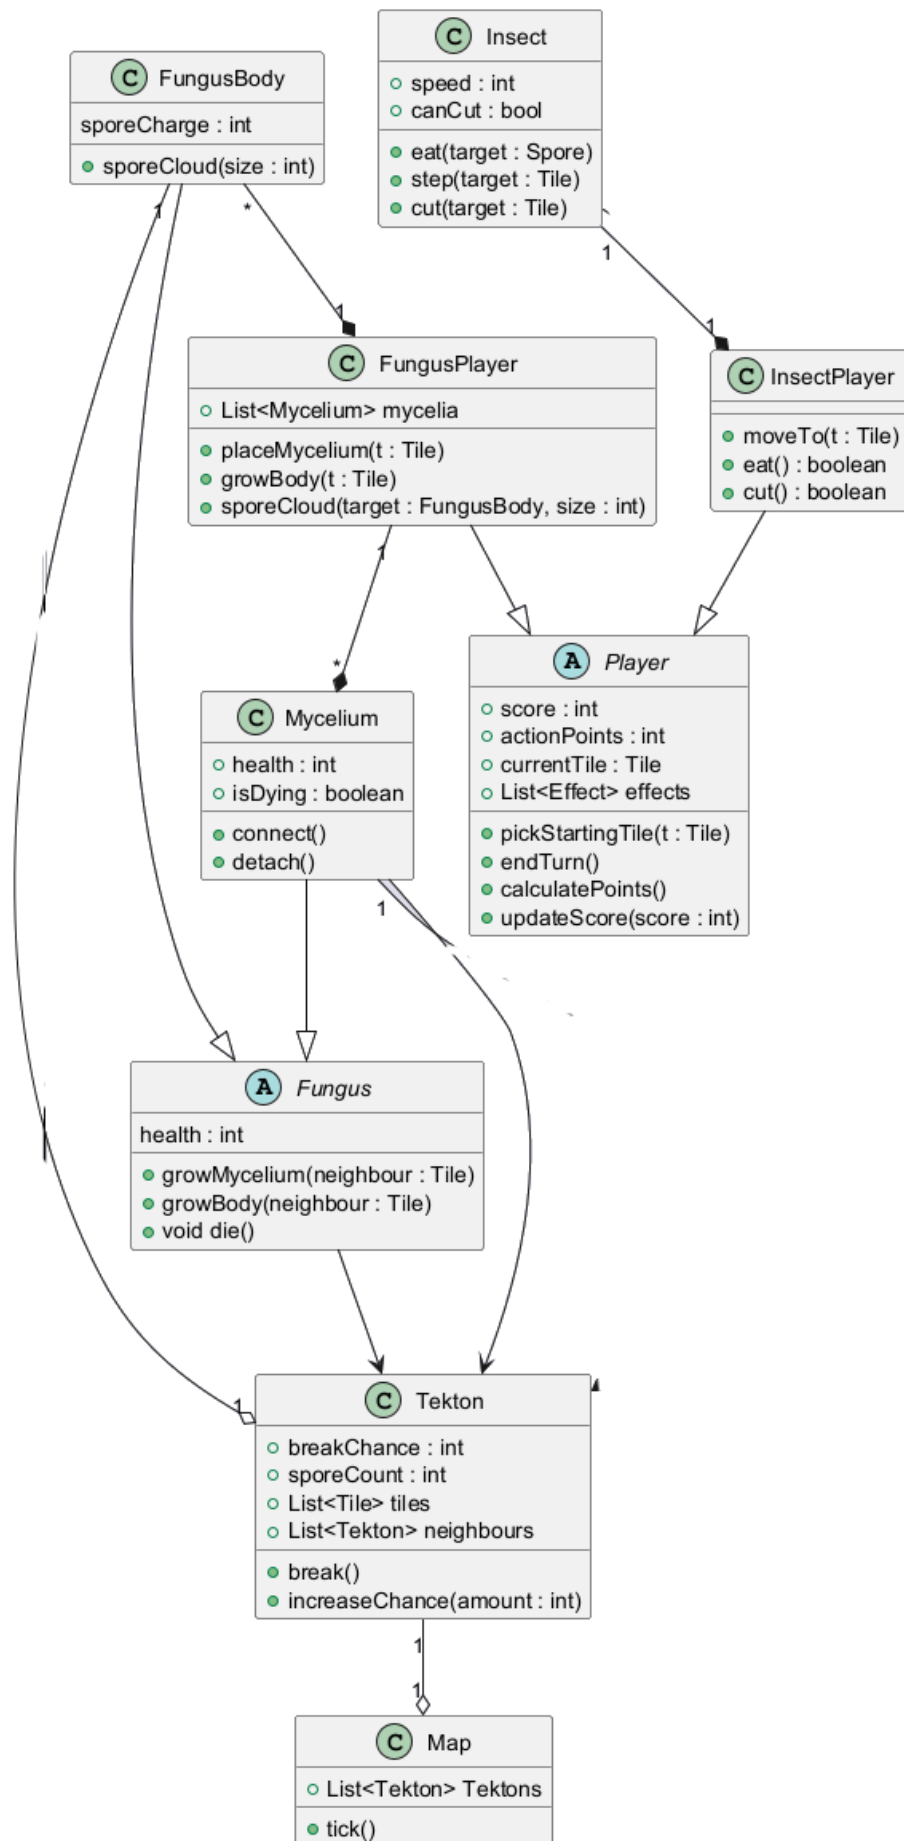 C Insect
speed : int
canCut : bool
eat(target : Spore)
step(target : Tile)
cut(target : Tile)
C FungusBody
sporeCharge : int
sporeCloud(size : int)
1
*
1
1
1
C FungusPlayer
List<Mycelium> mycelia
placeMycelium(t : Tile)
growBody(t : Tile)
sporeCloud(target : FungusBody, size : int)
C InsectPlayer
moveTo(t : Tile)
eat() : boolean
cut() : boolean
1
*
A Player
score : int
actionPoints : int
currentTile : Tile
List<Effect> effects
pickStartingTile(t : Tile)
endTurn()
calculatePoints()
updateScore(score : int)
C Mycelium
health : int
isDying : boolean
connect()
detach()
1
A Fungus
health : int
growMycelium(neighbour : Tile)
growBody(neighbour : Tile)
void die()
1
C Tekton
breakChance : int
sporeCount : int
List<Tile> tiles
List<Tekton> neighbours
break()
increaseChance(amount : int)
1
1
C Map
List<Tekton> Tektons
tick()